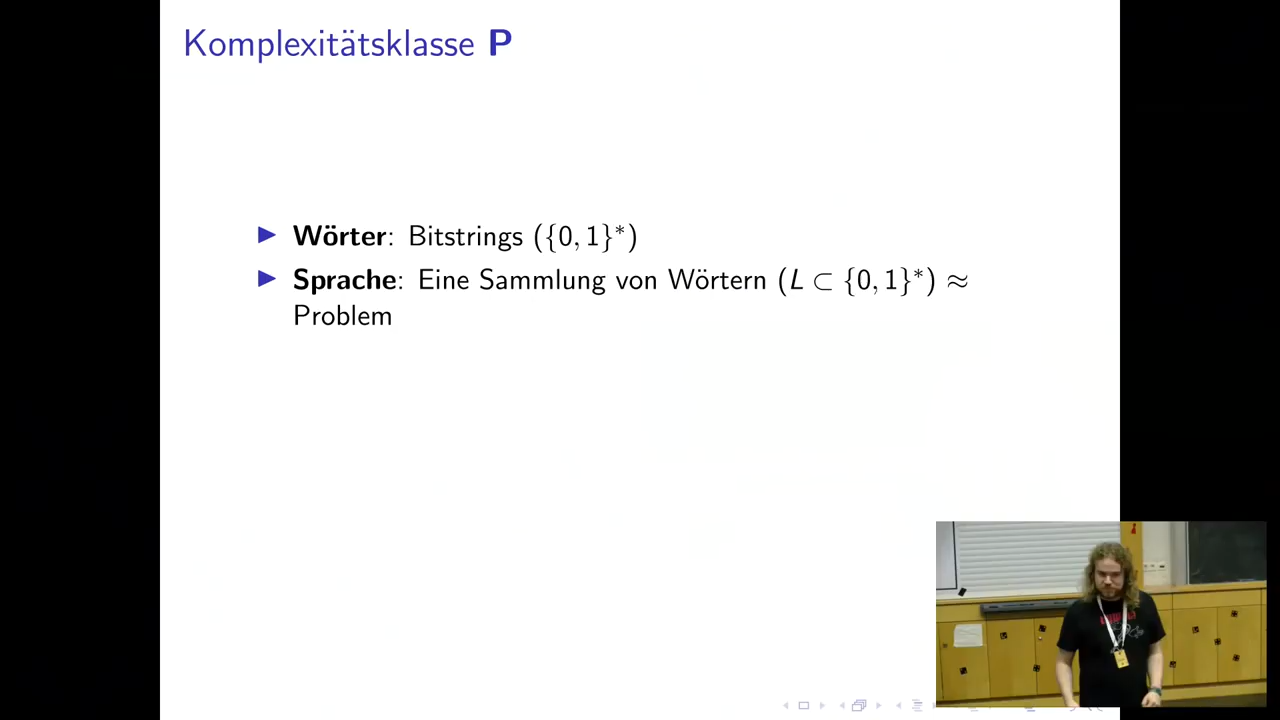 Komplexitätsklasse P
▶ Wörter: Bitstrings ({0, 1}*)
▶ Sprache: Eine Sammlung von Wörtern (L ⊂ {0, 1}*) ≈
Problem